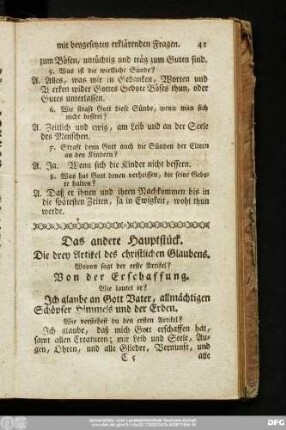 mit beygesetzten erklärenden Fragen. 41
zum Bösen, untüchtig und träg zum Guten sind.
5. Was ist die wirkliche Sünde?
A. Alles, was wir in Gedanken, Worten und
Werken wider Gottes Gebote Böses thun, oder
Gutes unterlassen.
6. Wie straft Gott diese Sünde, wenn man sich
nicht bessert?
A. Zeitlich und ewig, am Leib und an der Seele
des Menschen.
7. Straft denn Gott auch die Sünden der Eltern
an den Kindern?
A. Ja. Wann sich die Kinder nicht bessern.
8. Was hat Gott denen verheißen, die seine Gebo-
te halten?
A. Daß er ihnen und ihren Nachkommen bis in
die spätesten Zeiten, ja in Ewigkeit, wohl thun
werde.
Das andere Hauptstück.
Die drey Artikel des christlichen Glaubens.
Wovon sagt der erste Artikel?
Von der Erschaffung.
Wie lautet er?
Ich glaube an Gott Vater, allmächtigen
Schöpfer Himmels und der Erden.
Wie verstehest du den ersten Artikel?
Ich glaube, daß mich Gott erschaffen hat,
samt allen Creaturen; mir Leib und Seele, Au-
gen, Ohren, und alle Glieder, Vernunft, und
C 5 alle
DFG